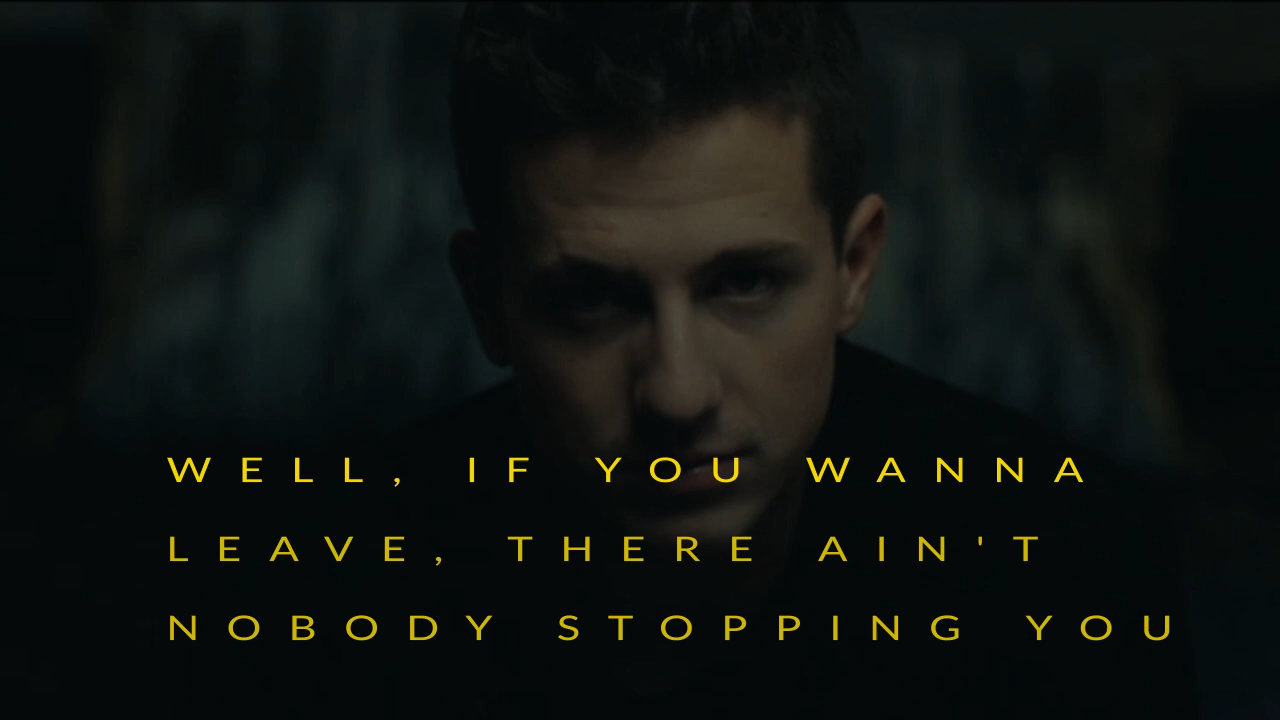 WELL, IF YOU WANNA
LEAVE, THERE AIN'T
NOBODY STOPPING YOU